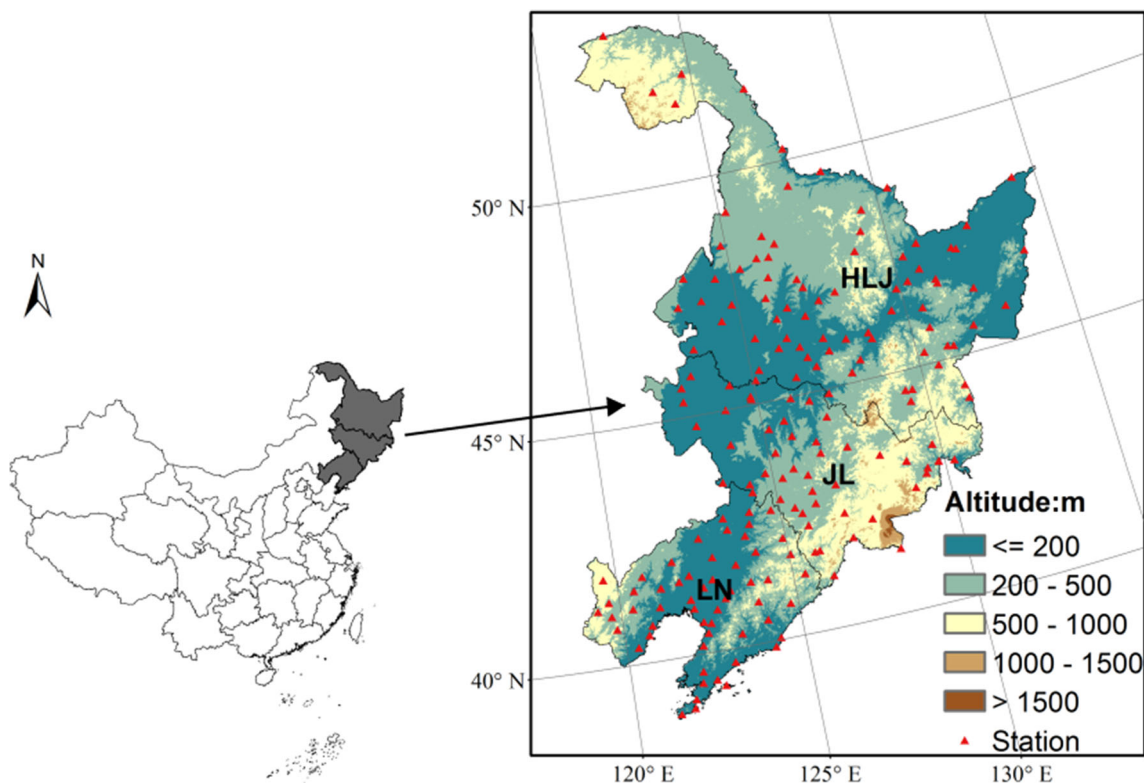 N
50° N
45° N
40° N
HLJ
JL
LN
Altitude:m
<= 200
200 - 500
500 - 1000
1000 - 1500
> 1500
Station
120° E
125° E
130° E